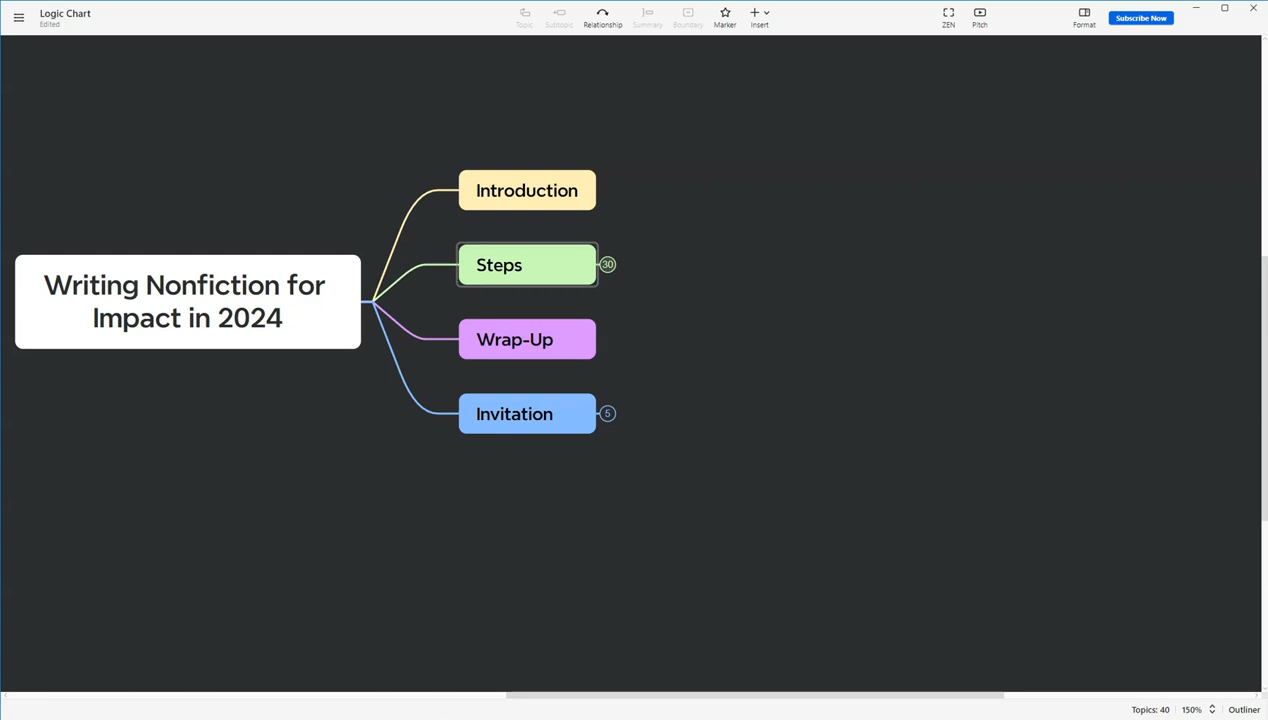 Logic Chart
Edited
Topic
Subtopic
Relationship
Summary
Boundary
Marker
Insert
ZEN
Pitch
Format
Subscribe Now
Writing Nonfiction for
Impact in 2024
Introduction
Steps
30
Wrap-Up
Invitation
5
Topics: 40
150%
Outliner